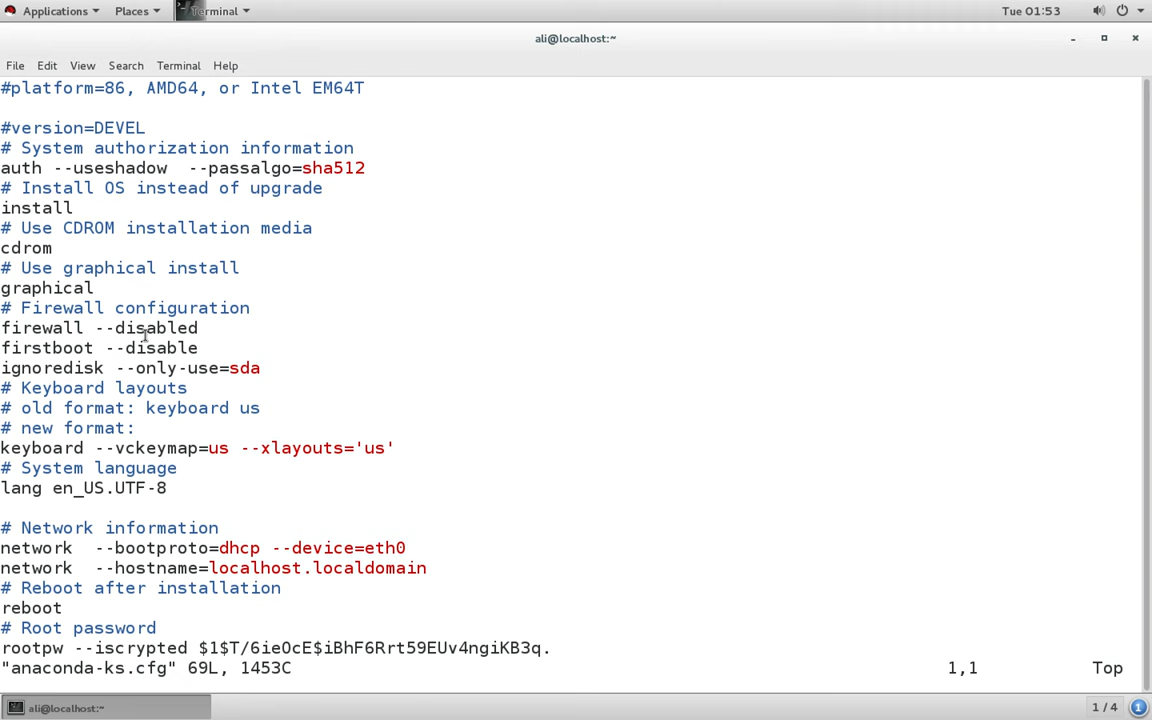 Applications Places Terminal Tue 01:53
ali@localhost:~
File Edit View Search Terminal Help
#platform=86, AMD64, or Intel EM64T
#version=DEVEL
# System authorization information
auth --useshadow  --passalgo=sha512
# Install OS instead of upgrade
install
# Use CDROM installation media
cdrom
# Use graphical install
graphical
# Firewall configuration
firewall --disabled
firstboot --disable
ignoredisk --only-use=sda
# Keyboard layouts
# old format: keyboard us
# new format:
keyboard --vckeymap=us --xlayouts='us'
# System language
lang en_US.UTF-8
# Network information
network  --bootproto=dhcp --device=eth0
network  --hostname=localhost.localdomain
# Reboot after installation
reboot
# Root password
rootpw --iscrypted $1$T/6ieOcE$iBhF6Rrt59EUv4ngiKB3q.
"anaconda-ks.cfg" 69L, 1453C 1,1 Top
ali@localhost:~ 1 / 4 1